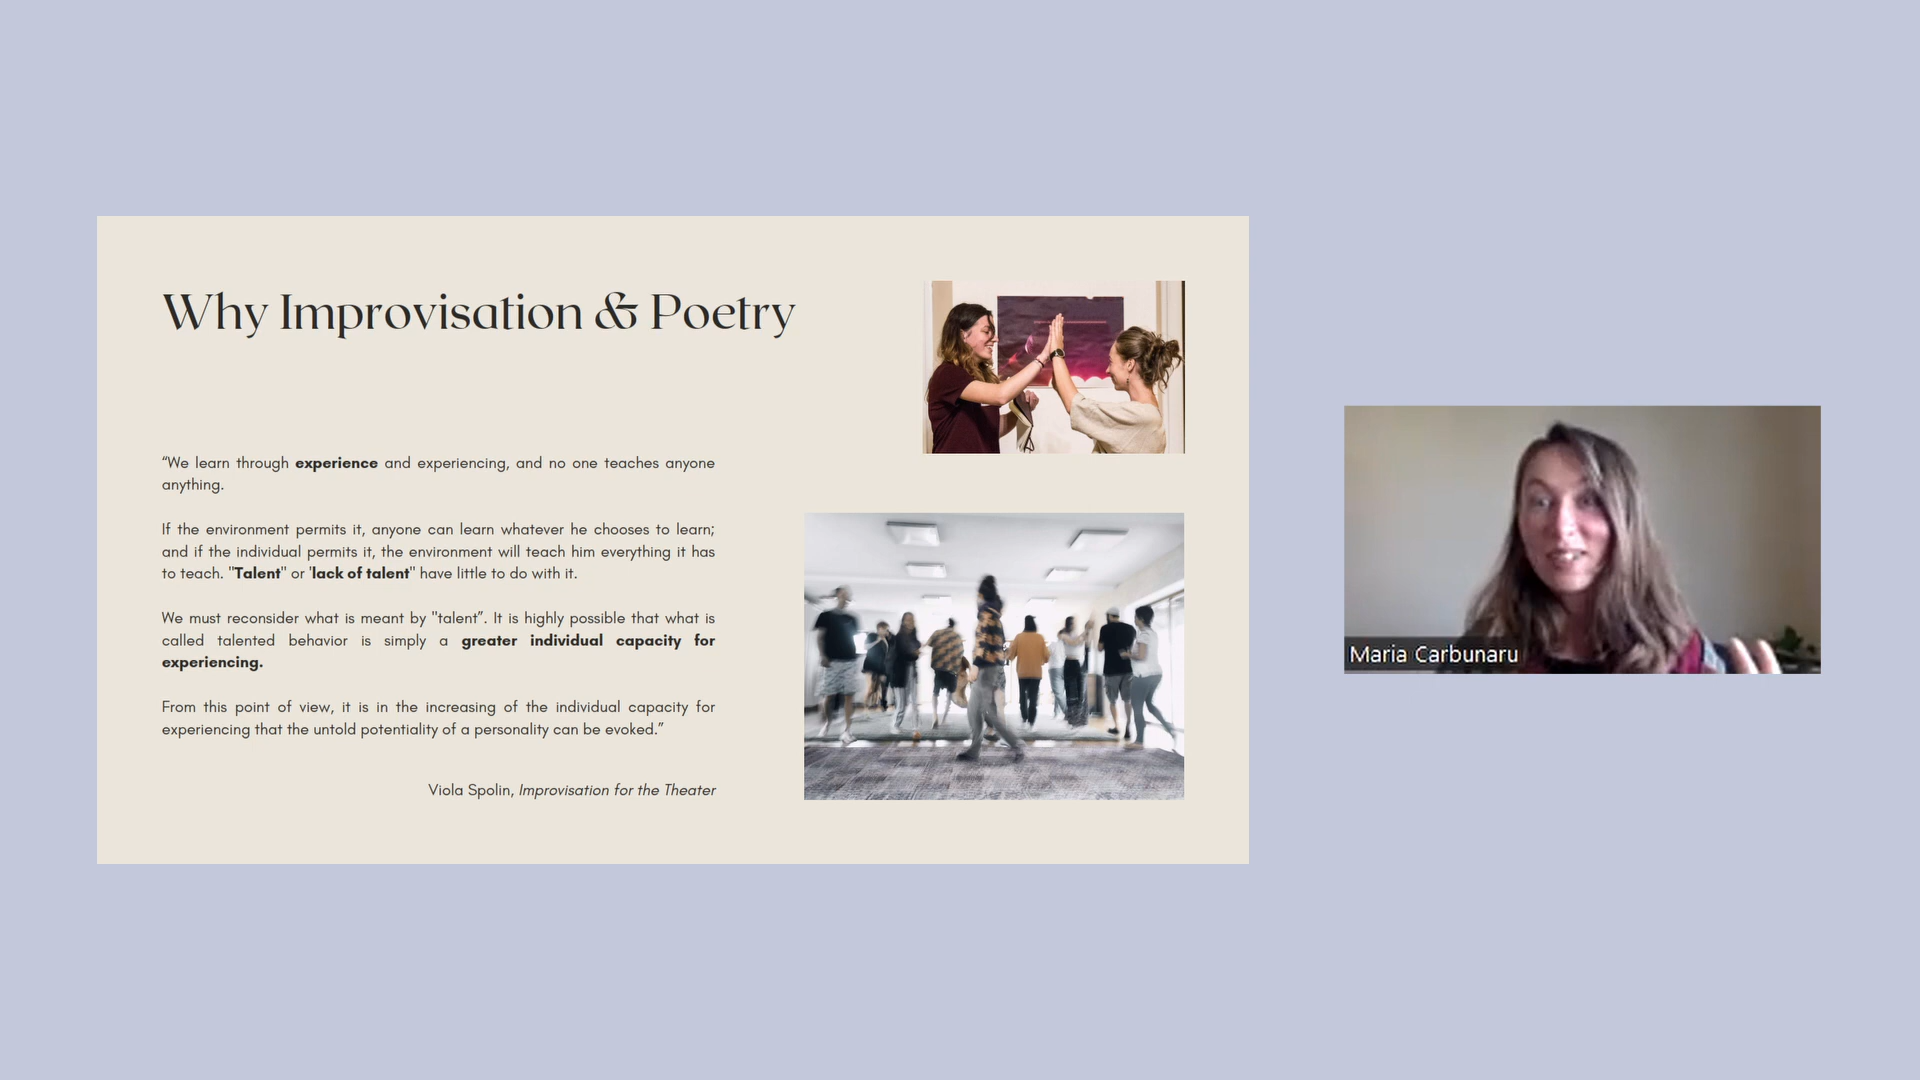 Why Improvisation & Poetry
“We learn through experience and experiencing, and no one teaches anyone
anything.
If the environment permits it, anyone can learn whatever he chooses to learn;
and if the individual permits it, the environment will teach him everything it has
to teach. "Talent" or 'lack of talent" have little to do with it.
We must reconsider what is meant by "talent”. It is highly possible that what is
called talented behavior is simply a greater individual capacity for
experiencing.
From this point of view, it is in the increasing of the individual capacity for
experiencing that the untold potentiality of a personality can be evoked.”
Viola Spolin, Improvisation for the Theater
Maria Carbunaru